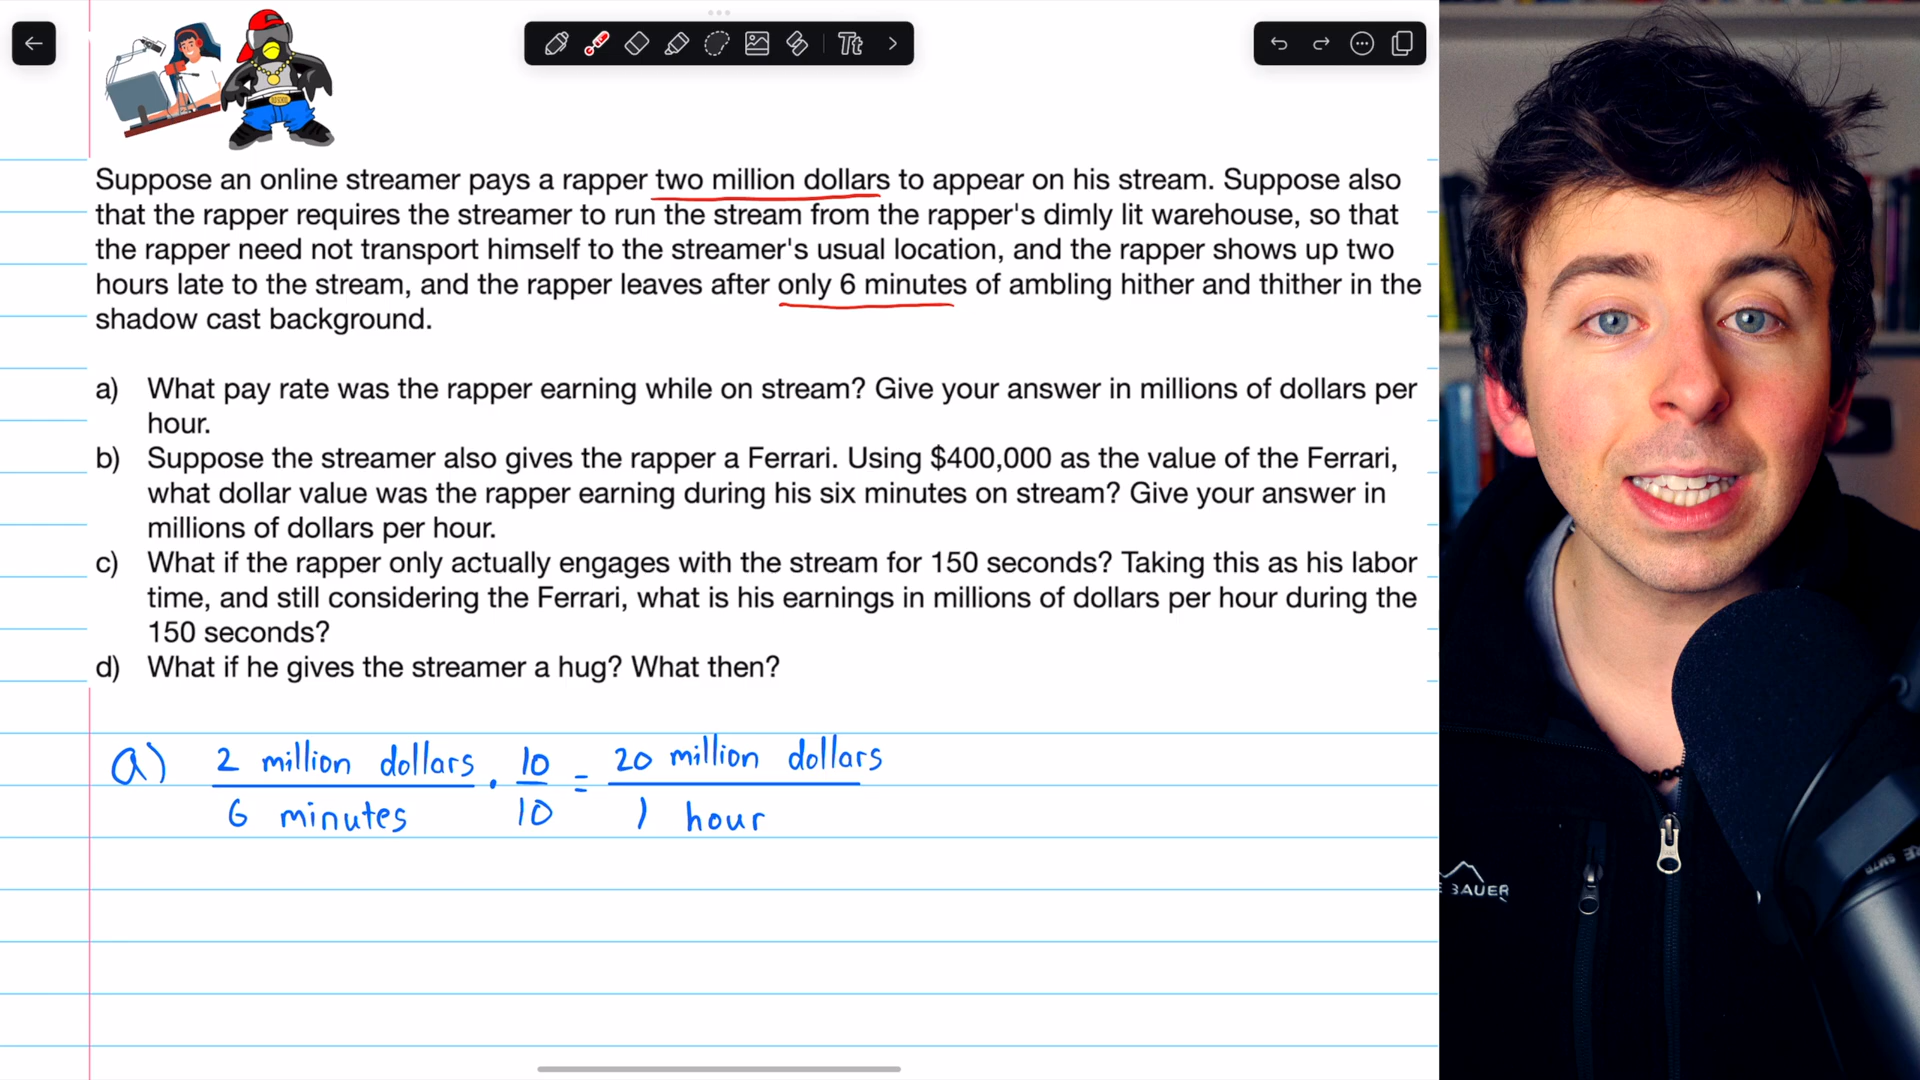 Tt
Suppose an online streamer pays a rapper two million dollars to appear on his stream. Suppose also
that the rapper requires the streamer to run the stream from the rapper's dimly lit warehouse, so that
the rapper need not transport himself to the streamer's usual location, and the rapper shows up two
hours late to the stream, and the rapper leaves after only 6 minutes of ambling hither and thither in the
shadow cast background.
a) What pay rate was the rapper earning while on stream? Give your answer in millions of dollars per
hour.
b) Suppose the streamer also gives the rapper a Ferrari. Using $400,000 as the value of the Ferrari,
what dollar value was the rapper earning during his six minutes on stream? Give your answer in
millions of dollars per hour.
c) What if the rapper only actually engages with the stream for 150 seconds? Taking this as his labor
time, and still considering the Ferrari, what is his earnings in millions of dollars per hour during the
150 seconds?
d) What if he gives the streamer a hug? What then?
a) 2 million dollars · 10 = 20 million dollars
6 minutes 10 1 hour
BAUER
SM7B